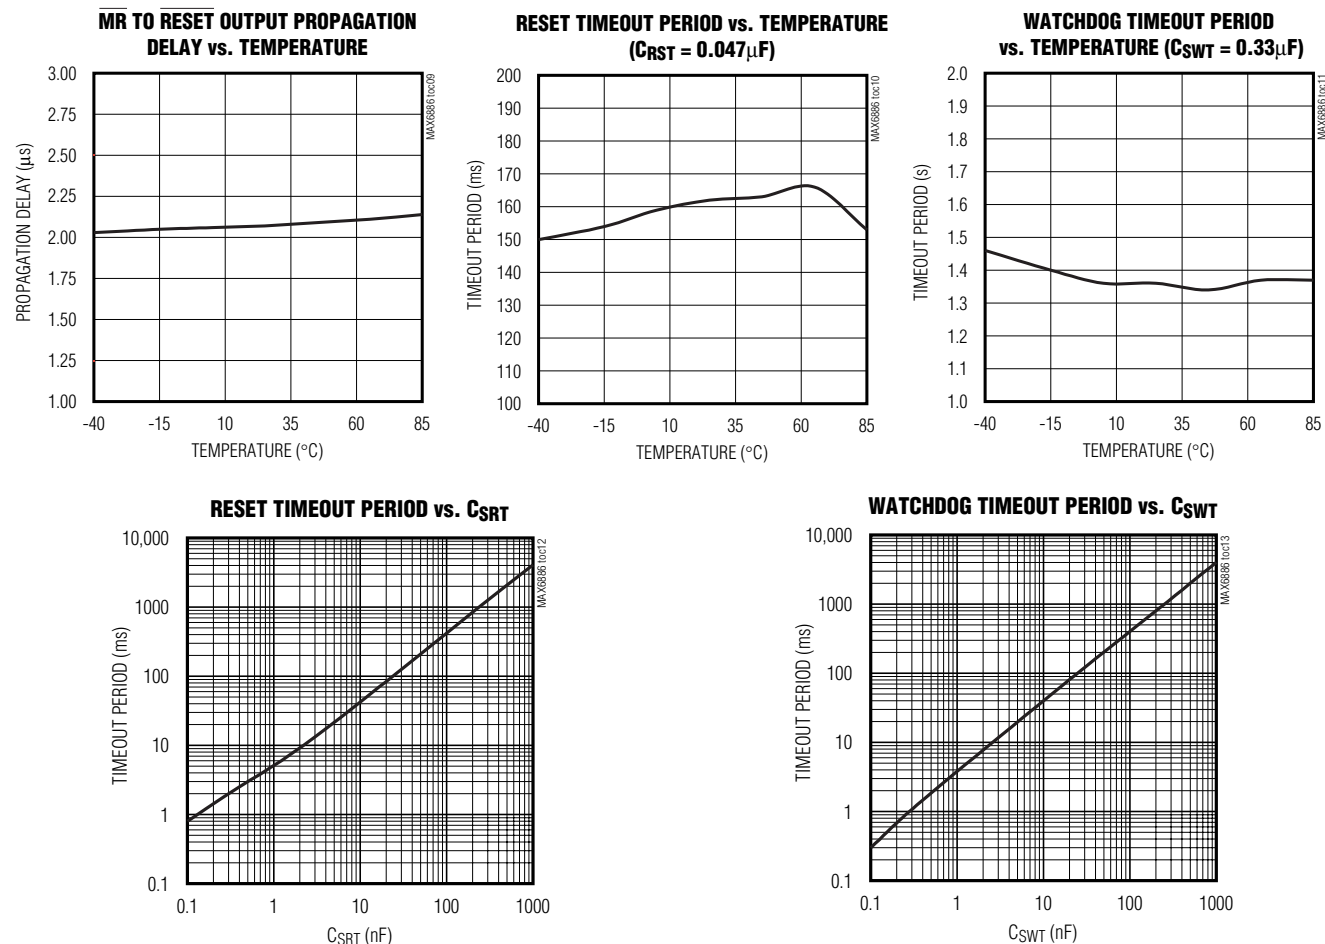 MR TO RESET OUTPUT PROPAGATION
DELAY vs. TEMPERATURE
3.00
2.75
2.50
2.25
2.00
1.75
1.50
1.25
1.00
PROPAGATION DELAY (μs)
-40 -15 10 35 60 85
TEMPERATURE (°C)
MAX6886 toc09
RESET TIMEOUT PERIOD vs. TEMPERATURE
(CRST = 0.047μF)
200
190
180
170
160
150
140
130
120
110
100
TIMEOUT PERIOD (ms)
-40 -15 10 35 60 85
TEMPERATURE (°C)
MAX6886 toc10
WATCHDOG TIMEOUT PERIOD
vs. TEMPERATURE (CSWT = 0.33μF)
2.0
1.9
1.8
1.7
1.6
1.5
1.4
1.3
1.2
1.1
1.0
TIMEOUT PERIOD (s)
-40 -15 10 35 60 85
TEMPERATURE (°C)
MAX6886 toc11
RESET TIMEOUT PERIOD vs. CSRT
10,000
1000
100
10
1
0.1
TIMEOUT PERIOD (ms)
0.1 1 10 100 1000
CSRT (nF)
MAX6886 toc12
WATCHDOG TIMEOUT PERIOD vs. CSWT
10,000
1000
100
10
1
0.1
TIMEOUT PERIOD (ms)
0.1 1 10 100 1000
CSWT (nF)
MAX6886 toc13